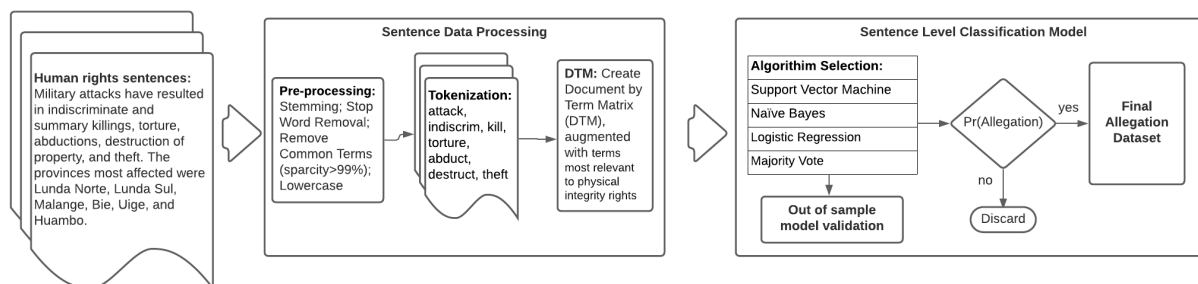 Human rights sentences:
Military attacks have resulted
in indiscriminate and
summary killings, torture,
abductions, destruction of
property, and theft. The
provinces most affected were
Lunda Norte, Lunda Sul,
Malange, Bie, Uige, and
Huambo.
Sentence Data Processing
Pre-processing:
Stemming; Stop
Word Removal;
Remove
Common Terms
(sparcity>99%);
Lowercase
Tokenization:
attack,
indiscrim, kill,
torture,
abduct,
destruct, theft
DTM: Create
Document by
Term Matrix
(DTM),
augmented
with terms
most relevant
to physical
integrity rights
Sentence Level Classification Model
Algorithim Selection:
Support Vector Machine
Naïve Bayes
Logistic Regression
Majority Vote
Out of sample
model validation
Pr(Allegation)
yes
no
Discard
Final
Allegation
Dataset